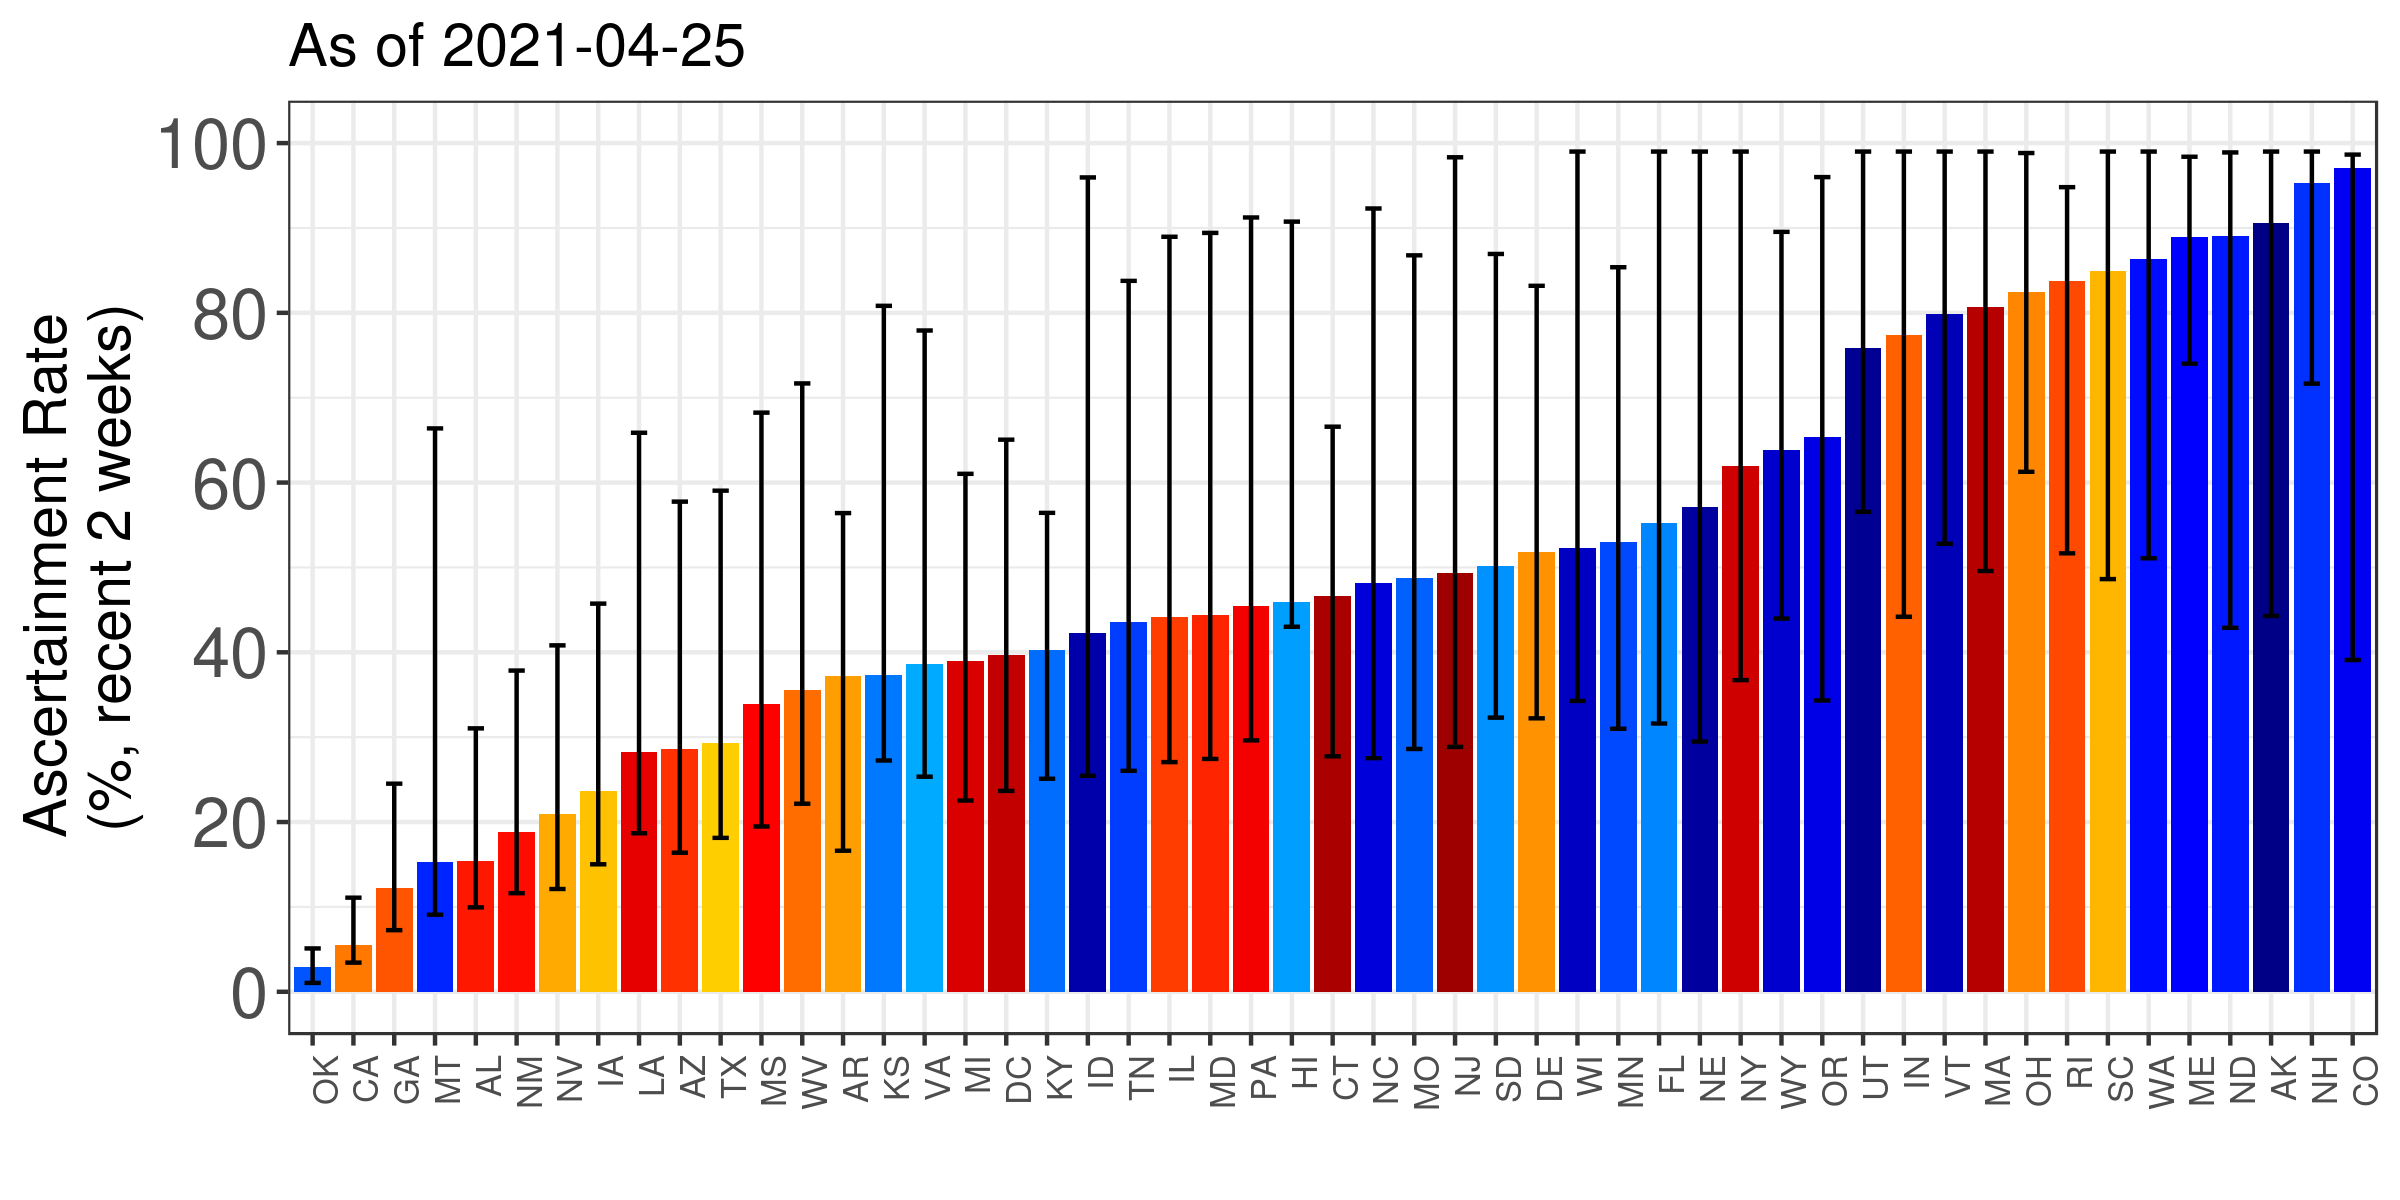 As of 2021-04-25
Ascertainment Rate
(%, recent 2 weeks)
100
80
60
40
20
0
OK CA GA MT AL NM NV IA LA AZ TX MS WV AR KS VA MI DC KY ID TN IL MD PA HI CT NC MO NJ SD DE WI MN FL NE NY WY OR UT IN VT MA OH RI SC WA ME ND AK NH CO